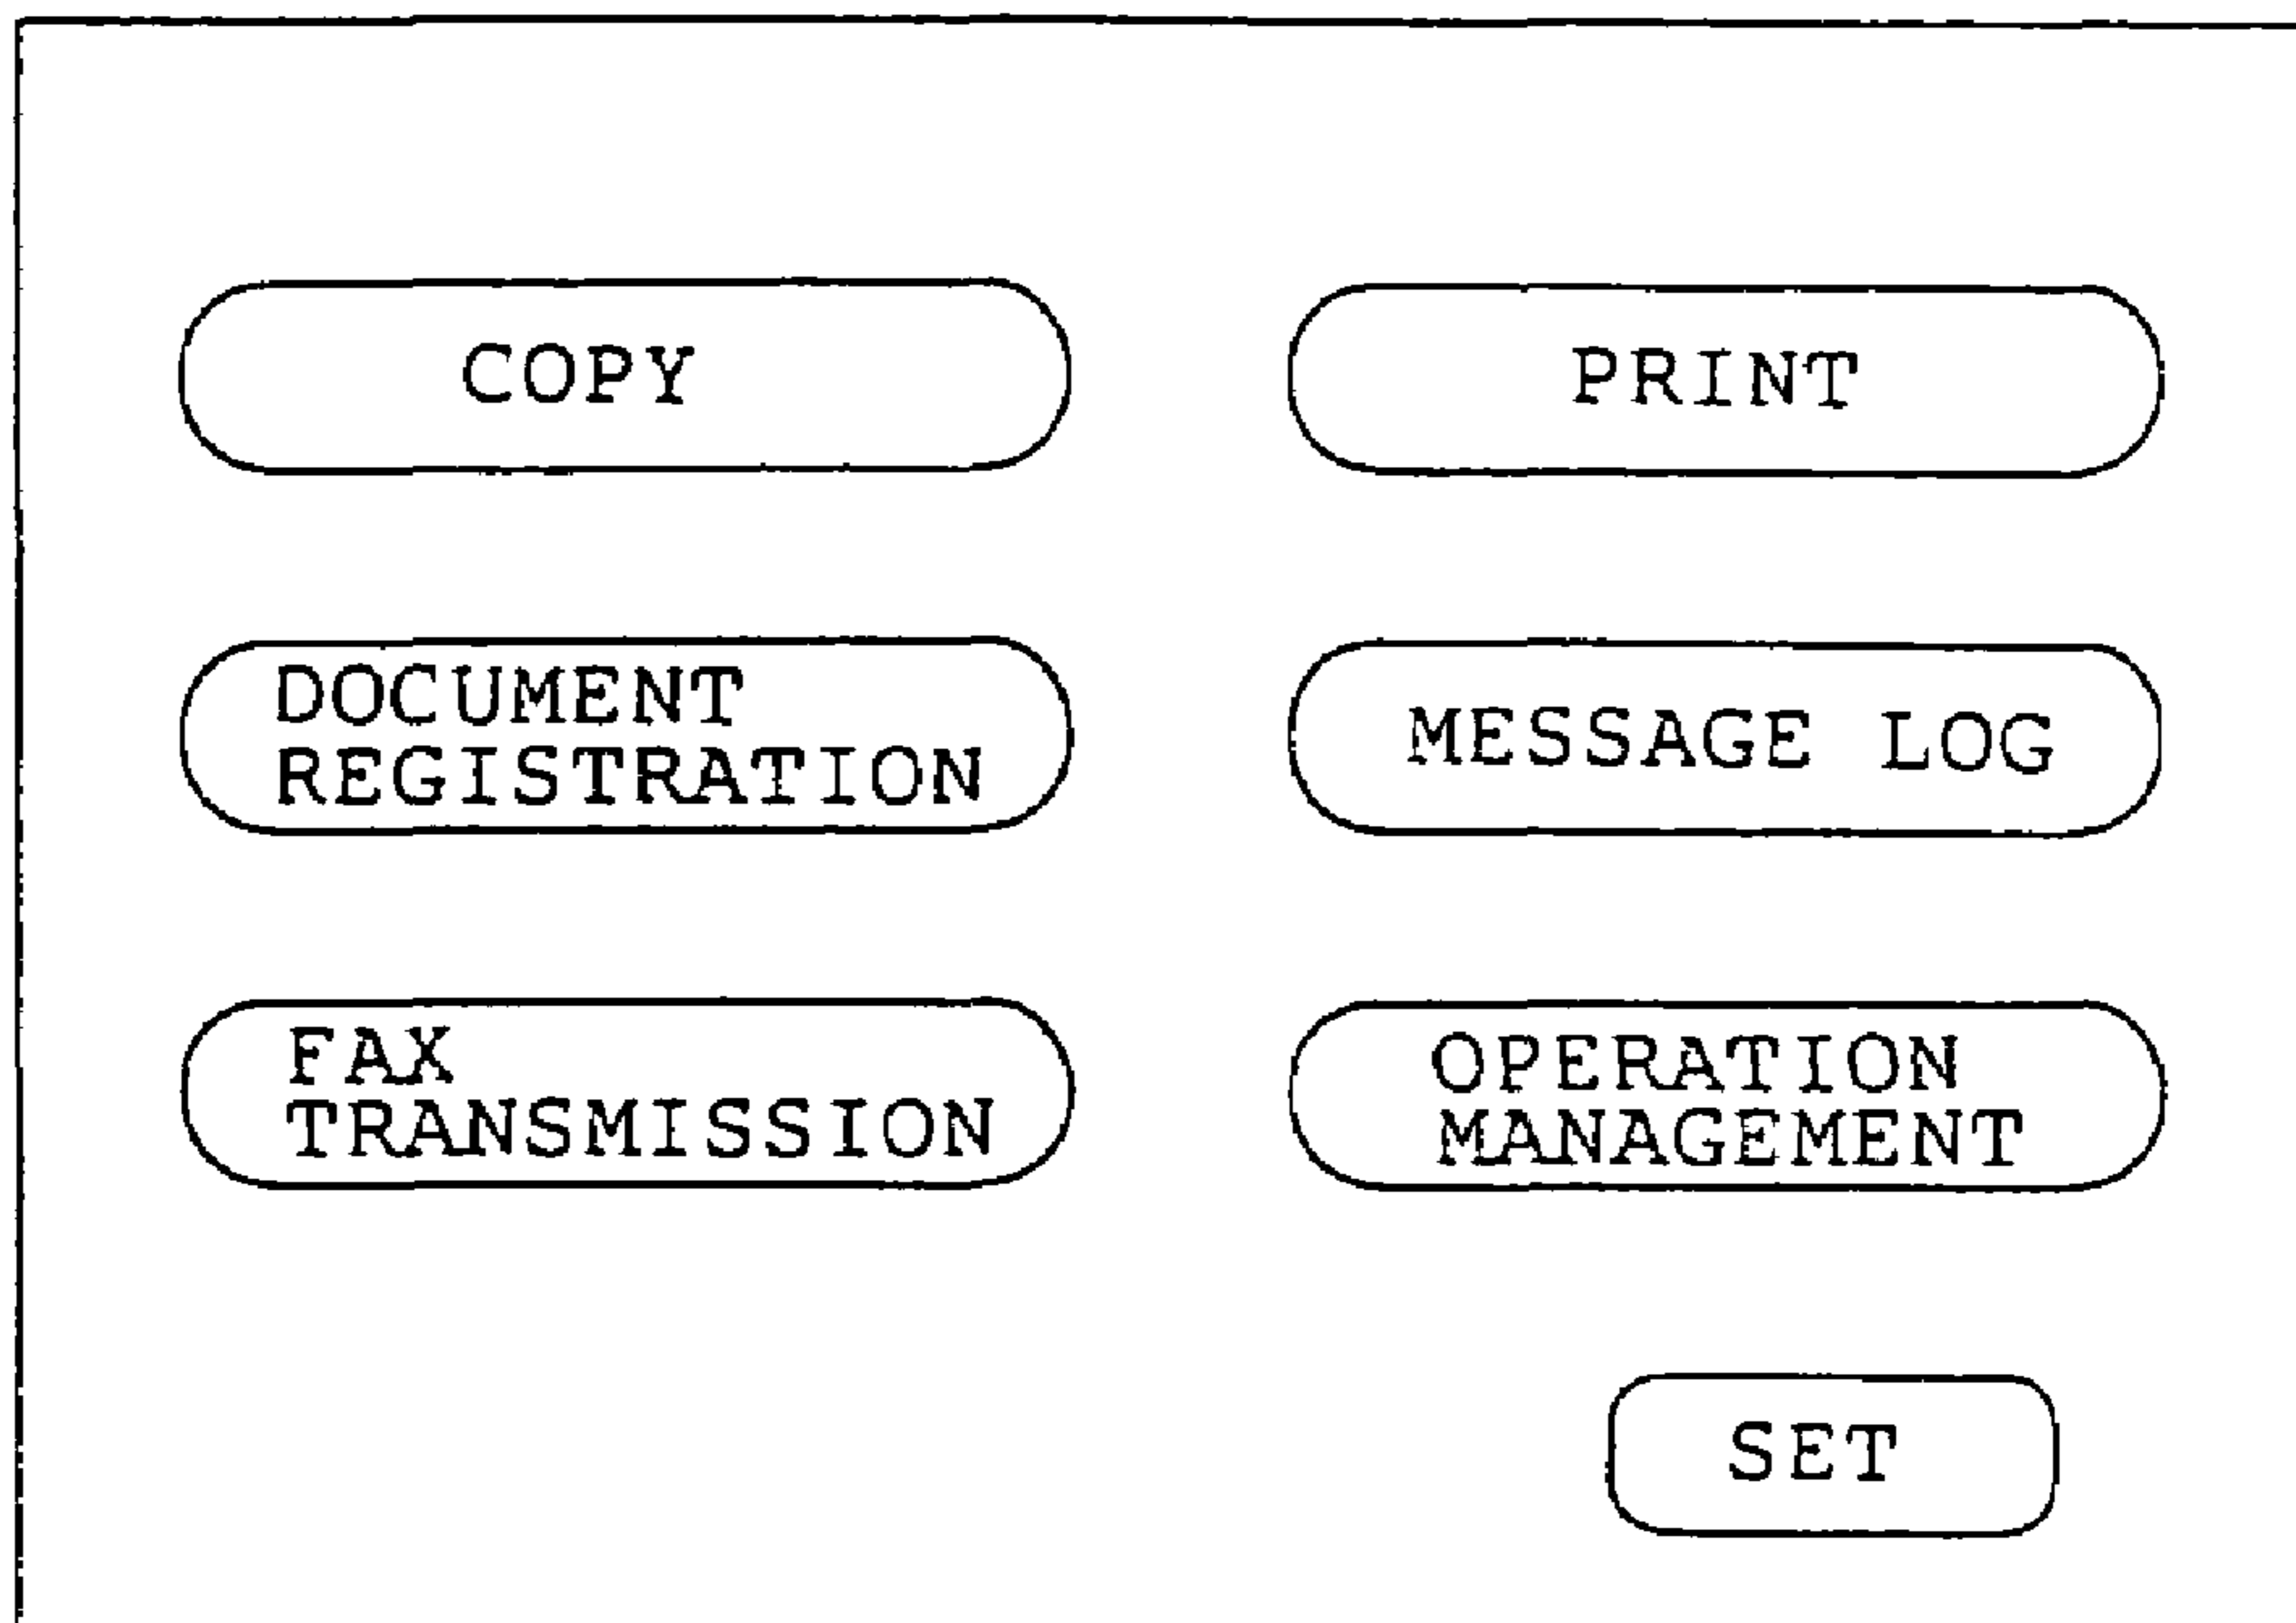 COPY
PRINT
DOCUMENT
REGISTRATION
MESSAGE LOG
FAX
TRANSMISSION
OPERATION
MANAGEMENT
SET